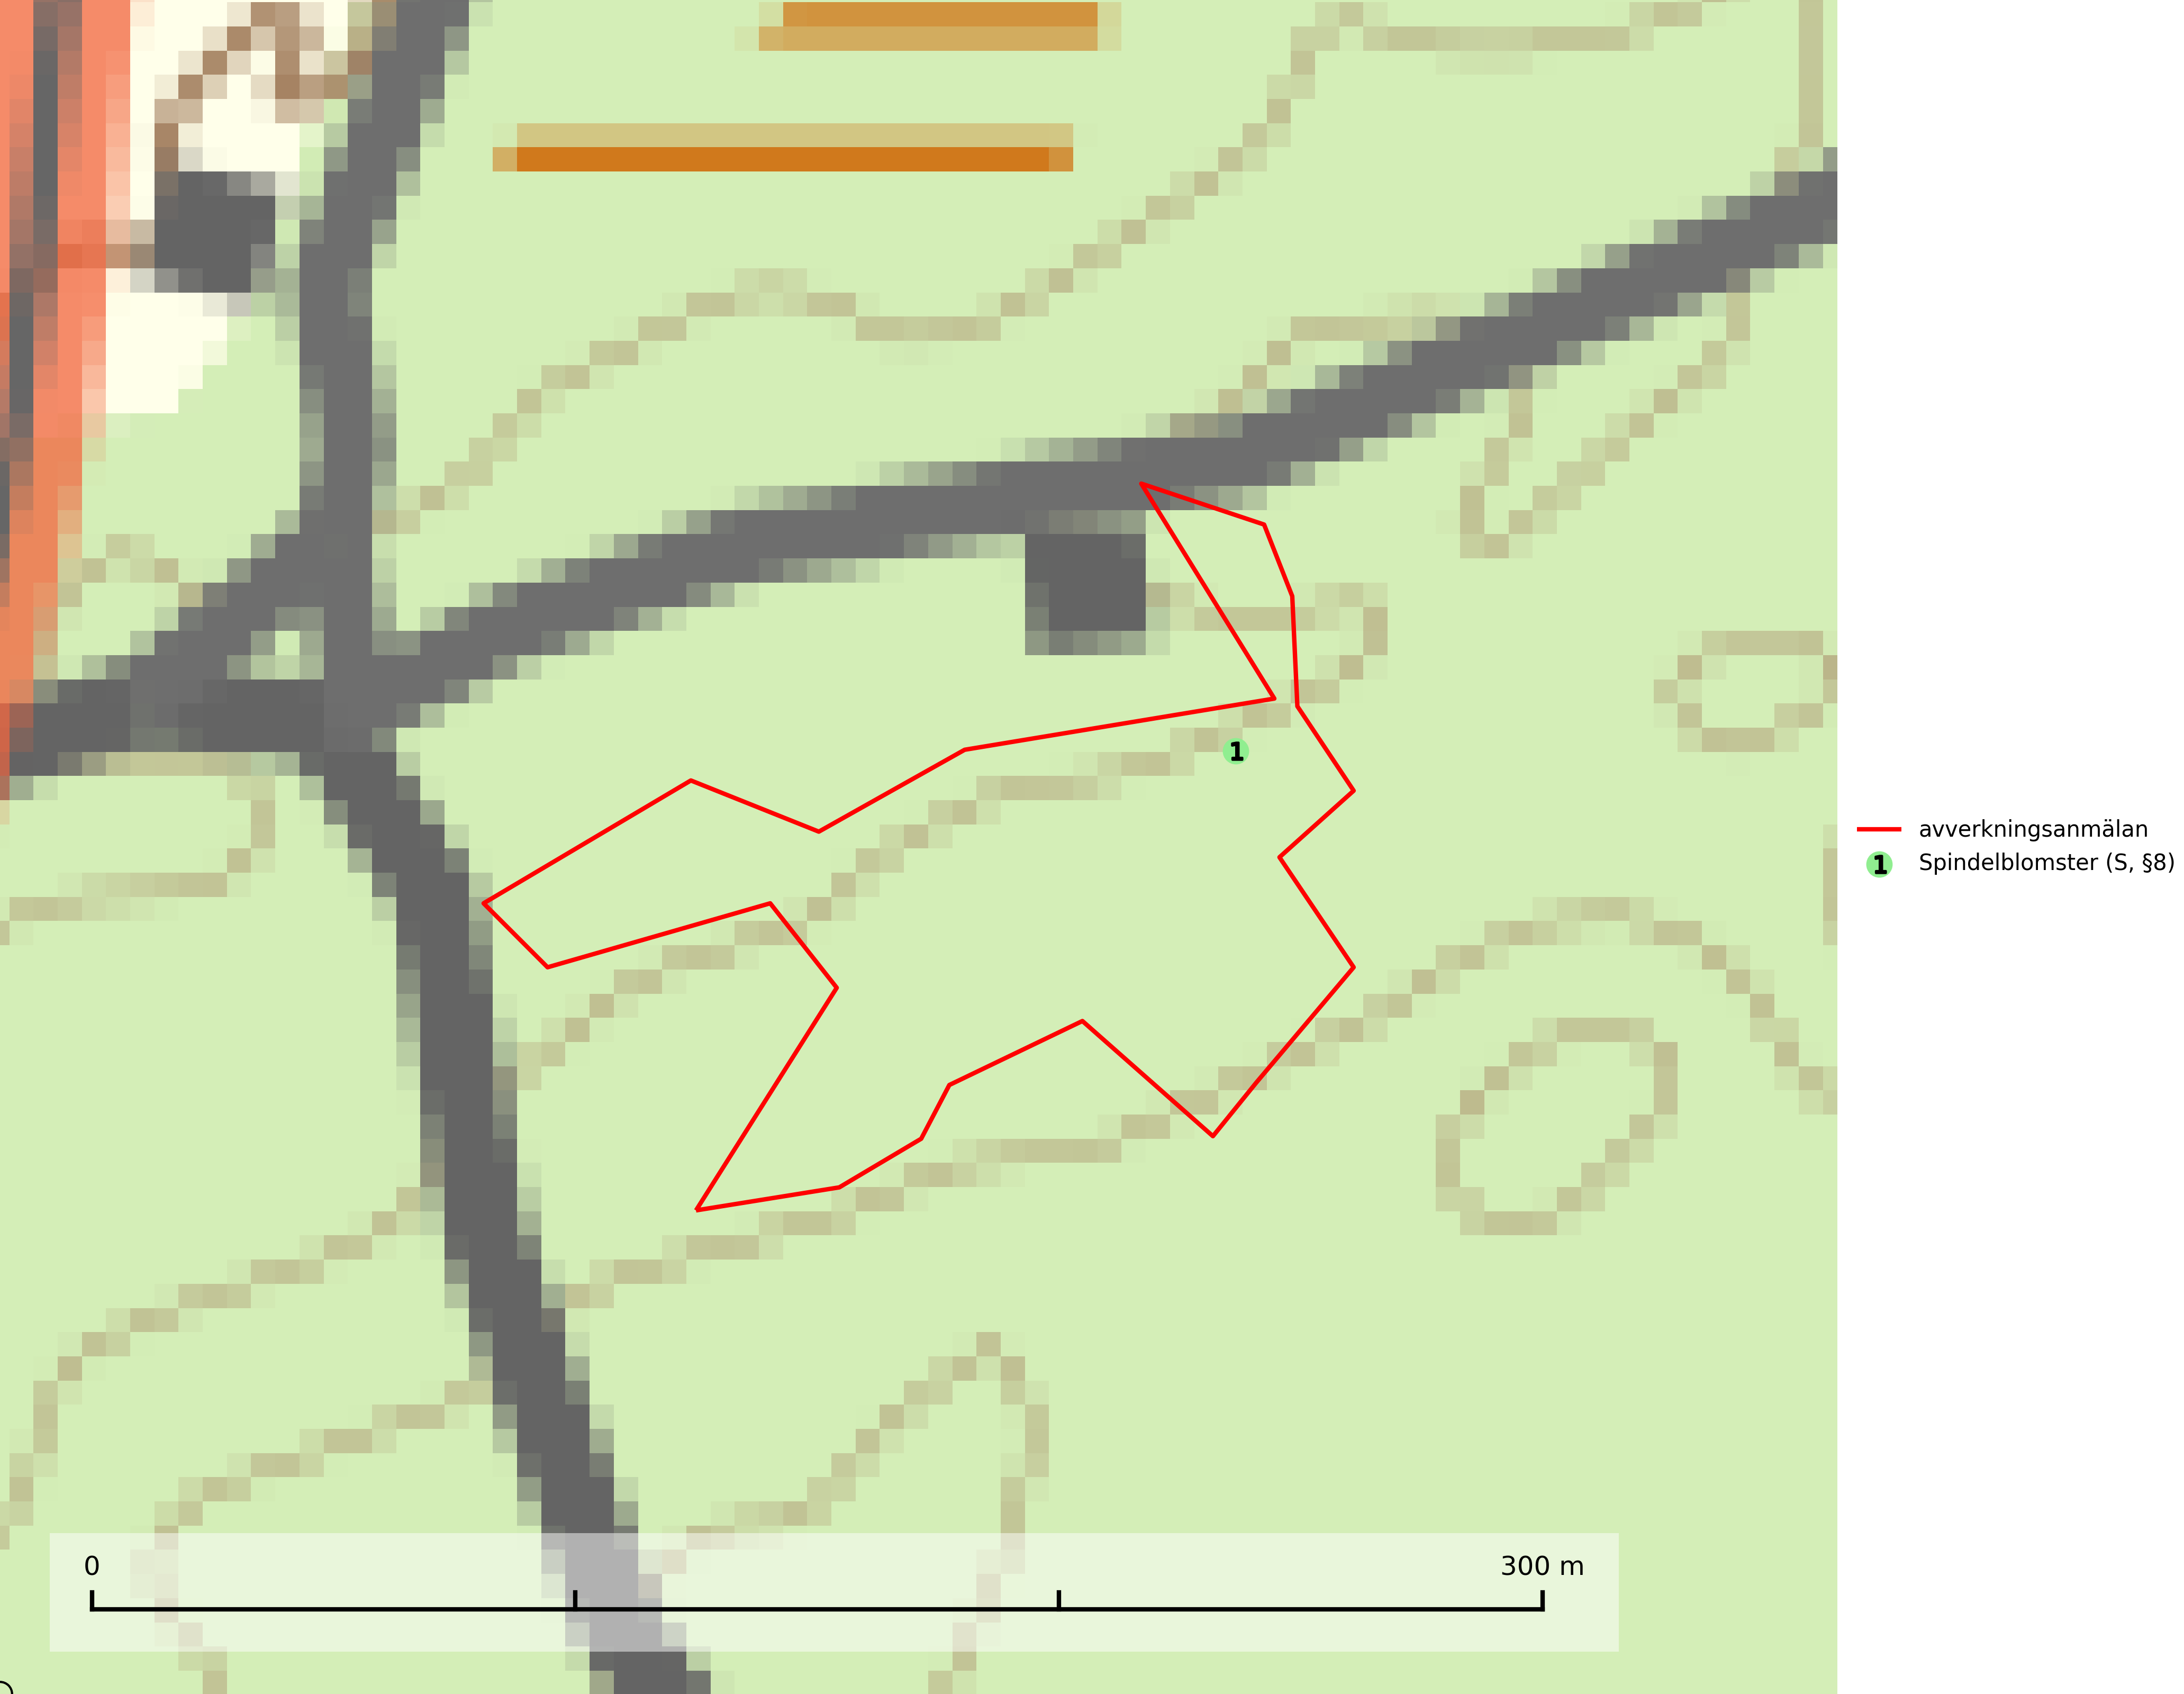 1
avverkningsanmälan
1 Spindelblomster (S, §8)
0 300 m